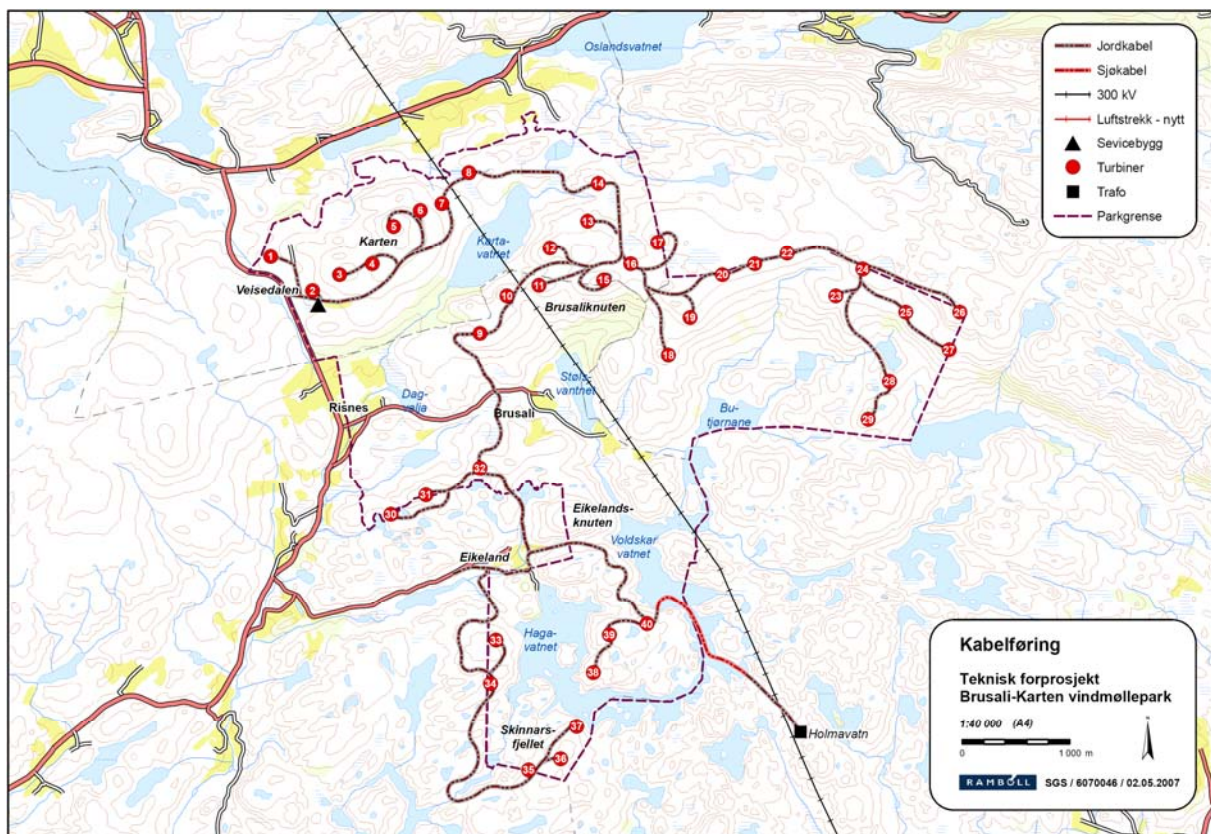 Oslandsvatnet
Jordkabel
Sjøkabel
300 kV
Luftstrekk - nytt
Sevicebygg
Turbiner
Trafo
Parkgrense
8
14
6
7
5
13
Karten
Karta-
vatnet
12
17
1
4
3
16
22
21
24
20
Veisedalen
2
11
15
10
23
26
Brusaliknuten
19
25
9
18
27
Støls-
vantnet
28
Dag-
valia
Risnes
Brusali
Bu-
tjørnane
29
32
31
30
Eikelands-
knuten
Voldskar
vatnet
Eikeland
40
39
33
Haga-
vatnet
38
34
37
Skinnars-
fjellet
36
35
Holmavatn
Kabelføring
Teknisk forprosjekt
Brusali-Karten vindmøllepark
1:40 000 (A4)
N
0 1 000 m
RAMBOLL SGS / 6070046 / 02.05.2007